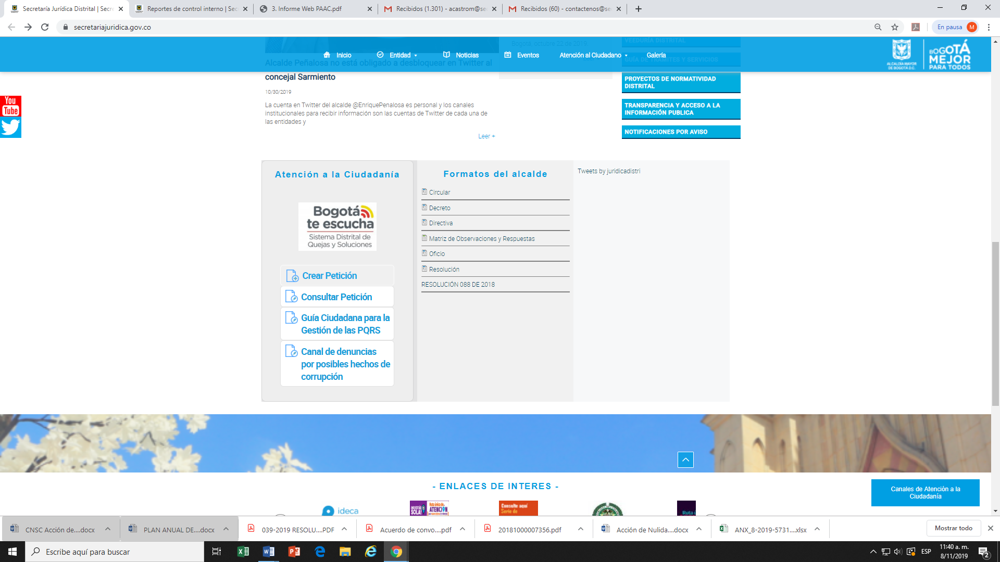 Secretaría Jurídica Distrital | Secre
Reportes de control interno | Sec
3. Informe Web PAAC.pdf
Recibidos (1.301) - acastrom@se
Recibidos (60) - contactenos@se
secretariajuridica.gov.co
En pausa
M
Bogotá, octubre 22 de 2019
VEEDURÍA DISTRITAL
Inicio
Entidad
Noticias
Eventos
Atención al Ciudadano
Galería
GUÍA DE TRÁMITES Y SERVICIOS
ALCALDÍA MAYOR
DE BOGOTÁ D.C.
BOGOTÁ
MEJOR
PARA TODOS
Alcalde Peñalosa no está obligado a desbloquear en Twitter al
concejal Sarmiento
10/30/2019
La cuenta en Twitter del alcalde @EnriquePenalosa es personal y los canales
institucionales para recibir información son las cuentas de Twitter de cada una de
las entidades y
Leer +
PROYECTOS DE NORMATIVIDAD
DISTRITAL
TRANSPARENCIA Y ACCESO A LA
INFORMACIÓN PUBLICA
NOTIFICACIONES POR AVISO
You
Tube
Atención a la Ciudadanía
Bogotá
te escucha
Sistema Distrital de
Quejas y Soluciones
Crear Petición
Consultar Petición
Guía Ciudadana para la
Gestión de las PQRS
Canal de denuncias
por posibles hechos de
corrupción
Formatos del alcalde
Circular
Decreto
Directiva
Matriz de Observaciones y Respuestas
Oficio
Resolución
RESOLUCIÓN 088 DE 2018
Tweets by juridicadistri
- ENLACES DE INTERES -
Canales de Atención a la
Ciudadanía
ideca
¡NO ESTÁS
SOLA!
Ruta única de
ATENCIÓN
Consulte aquí
Serie de
Ruta ú
CNSC Acción de....docx
PLAN ANUAL DE....docx
039-2019 RESOLU....PDF
Acuerdo de convo....pdf
20181000007356.pdf
Acción de Nulida....docx
ANX_8-2019-5731....xlsx
Mostrar todo
Escribe aquí para buscar
ESP
11:40 a. m.
8/11/2019
2